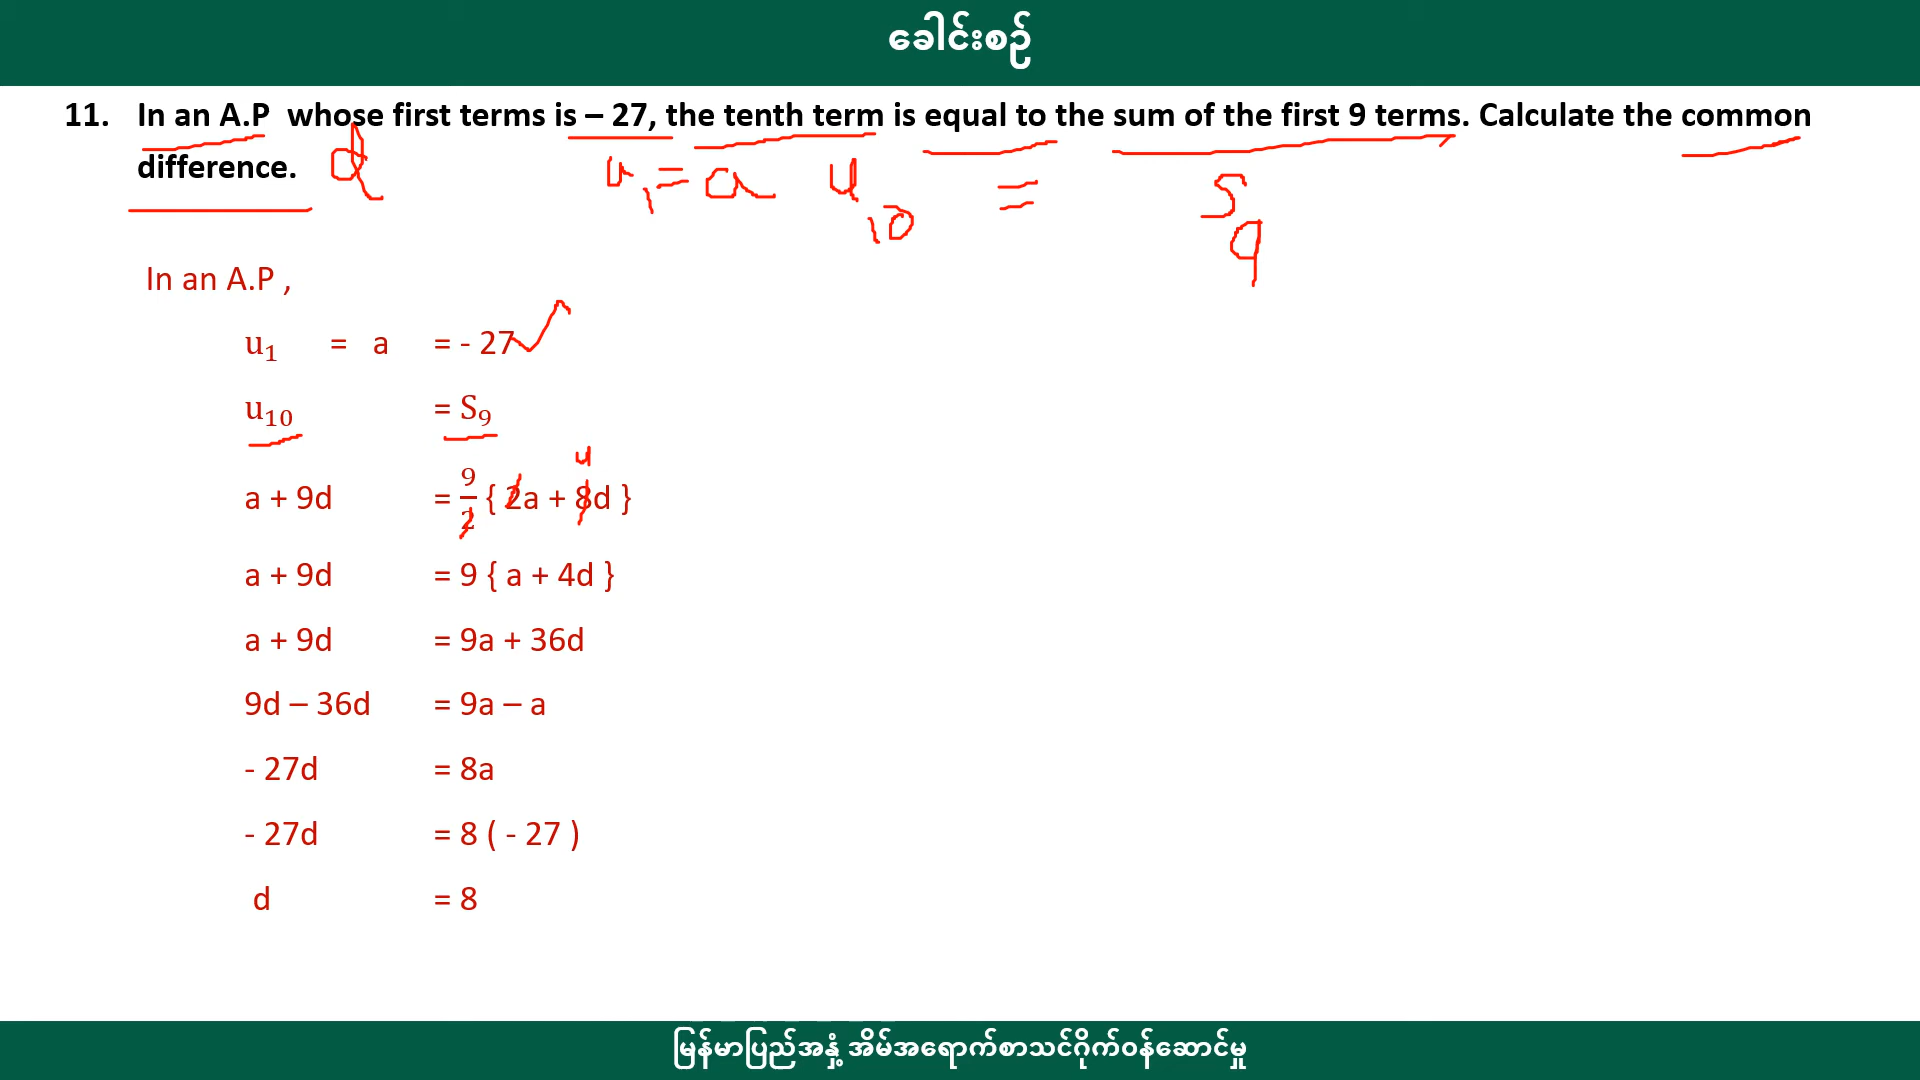 ခေါင်းစဉ်
11. In an A.P whose first terms is – 27, the tenth term is equal to the sum of the first 9 terms. Calculate the common
difference. d u₁ = a u₁₀ = S₉
In an A.P ,
u₁ = a = - 27
u₁₀ = S₉
4
a + 9d = 9/2 { 2a + 8d }
a + 9d = 9 { a + 4d }
a + 9d = 9a + 36d
9d – 36d = 9a – a
- 27d = 8a
- 27d = 8 ( - 27 )
d = 8
မြန်မာပြည်အနှံ့ အိမ်အရောက်စာသင်ဂိုက်ဝန်ဆောင်မှု